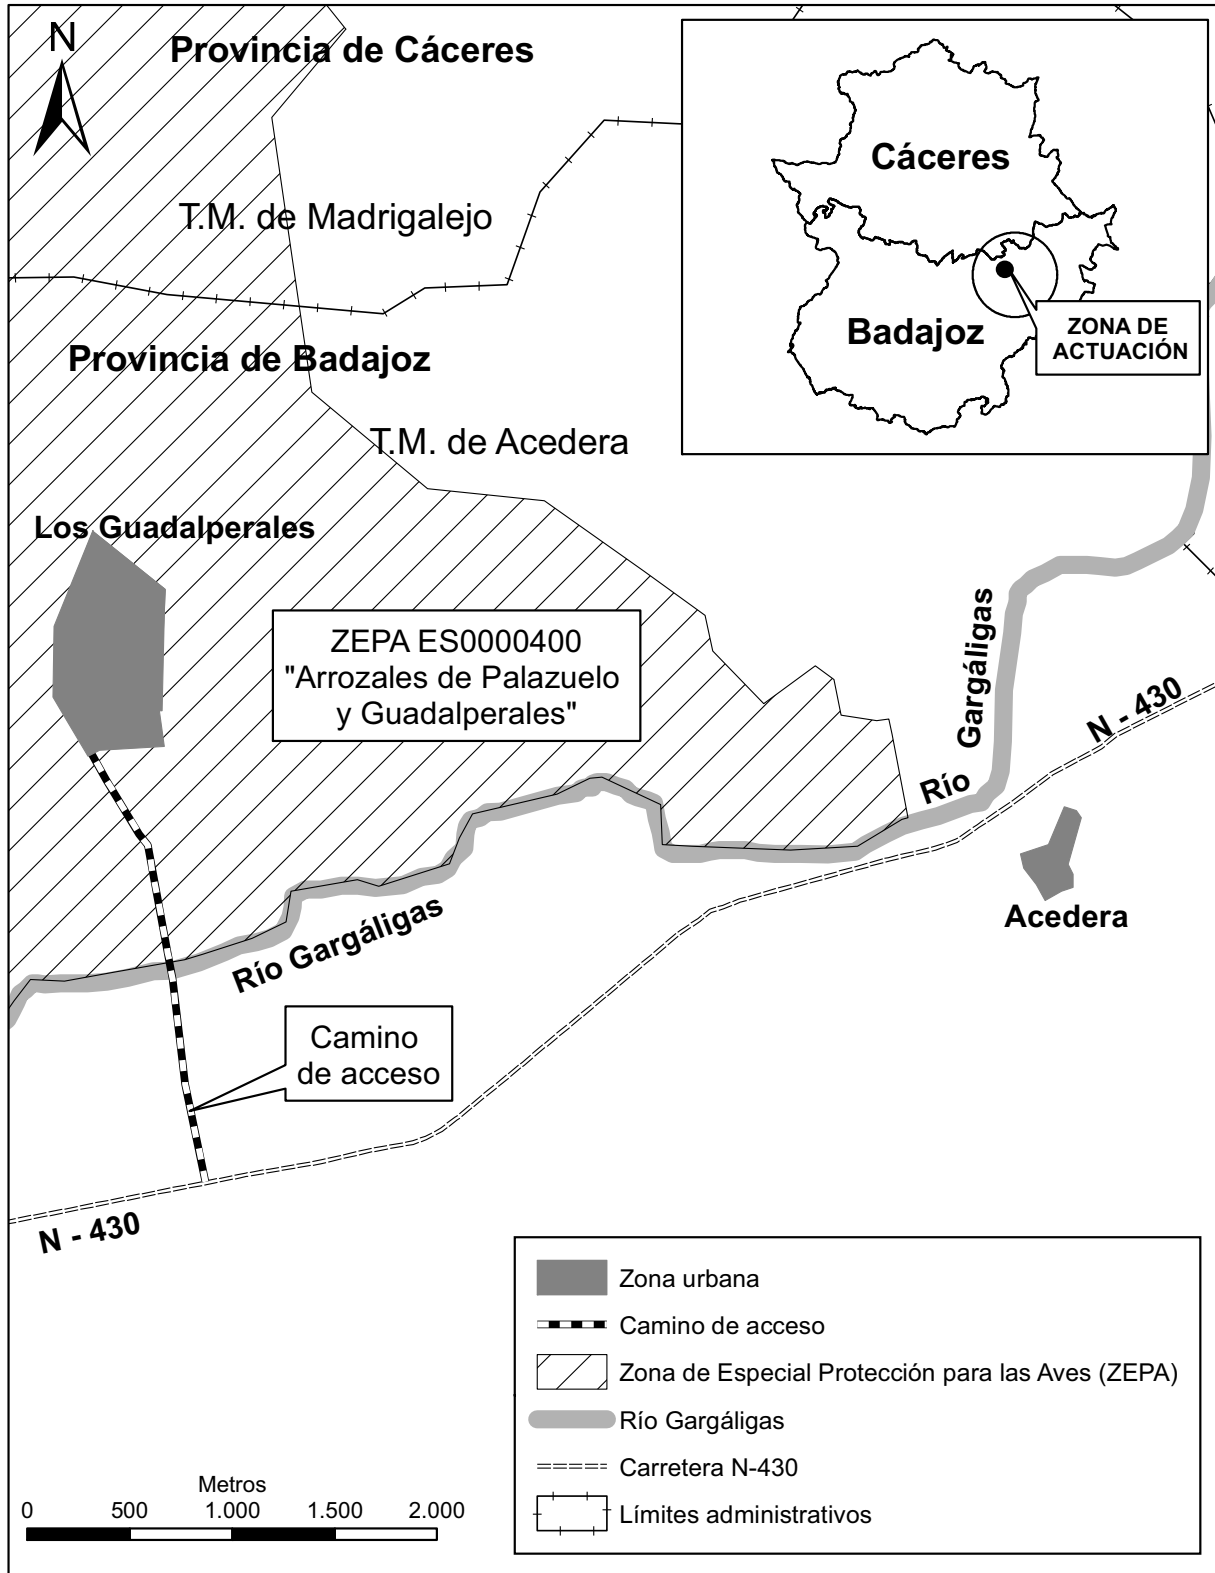 N
Provincia de Cáceres
T.M. de Madrigalejo
Provincia de Badajoz
T.M. de Acedera
Cáceres
Badajoz
ZONA DE
ACTUACIÓN
Los Guadalperales
ZEPA ES0000400
"Arrozales de Palazuelo
y Guadalperales"
Gargáligas
Río
N - 430
Acedera
Río Gargáligas
Camino
de acceso
N - 430
Zona urbana
Camino de acceso
Zona de Especial Protección para las Aves (ZEPA)
Río Gargáligas
Carretera N-430
Límites administrativos
Metros
0 500 1.000 1.500 2.000